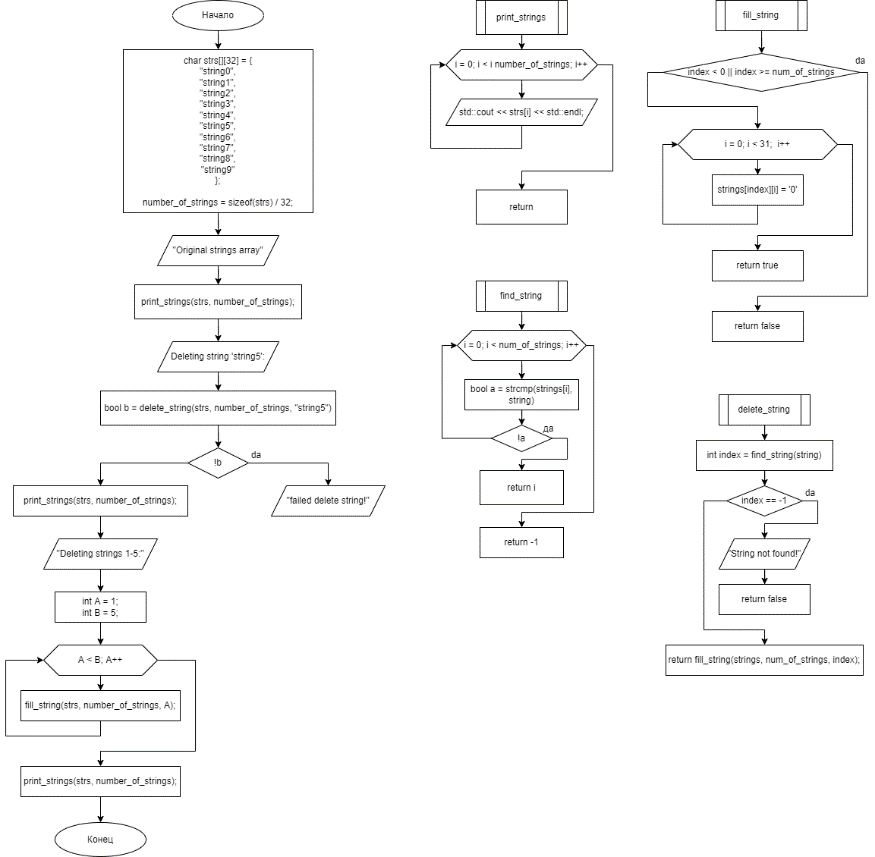 Начало
char strs[][32] = {
"string0",
"string1",
"string2",
"string3",
"string4",
"string5",
"string6",
"string7",
"string8",
"string9"
};
number_of_strings = sizeof(strs) / 32;
"Original strings array"
print_strings(strs, number_of_strings);
Deleting string 'string5':
bool b = delete_string(strs, number_of_strings, "string5")
!b
da
print_strings(strs, number_of_strings);
"failed delete string!"
"Deleting strings 1-5:"
int A = 1;
int B = 5;
A < B; A++
fill_string(strs, number_of_strings, A);
print_strings(strs, number_of_strings);
Конец
print_strings
i = 0; i < i number_of_strings; i++
std::cout << strs[i] << std::endl;
return
find_string
i = 0; i < num_of_strings; i++
bool a = strcmp(strings[i],
string)
!a
да
return i
return -1
fill_string
da
index < 0 || index >= num_of_strings
i = 0; i < 31; i++
strings[index][i] = '0'
return true
return false
delete_string
int index = find_string(string)
index == -1
da
"String not found!"
return false
return fill_string(strings, num_of_strings, index);